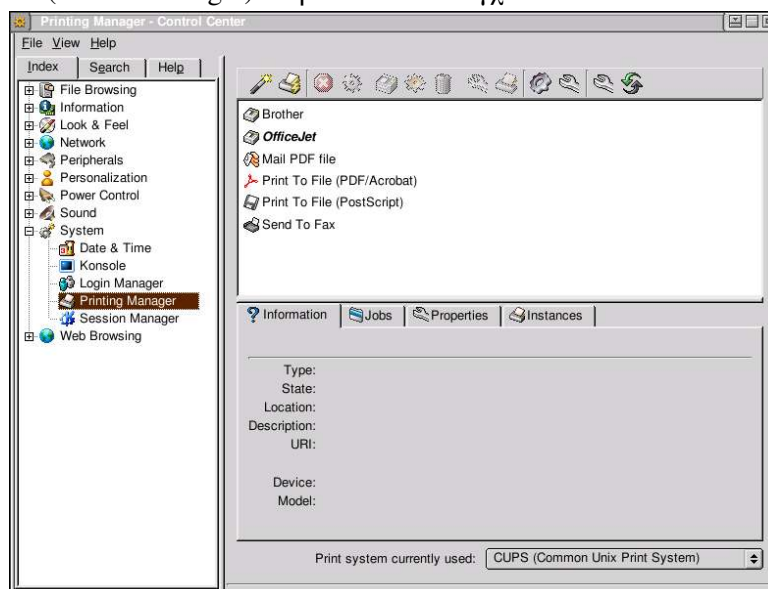 Printing Manager - Control Center
File View Help
Index Search Help
File Browsing
Information
Look & Feel
Network
Peripherals
Personalization
Power Control
Sound
System
Date & Time
Konsole
Login Manager
Printing Manager
Session Manager
Web Browsing
Brother
OfficeJet
Mail PDF file
Print To File (PDF/Acrobat)
Print To File (PostScript)
Send To Fax
Information Jobs Properties Instances
Type:
State:
Location:
Description:
URI:
Device:
Model:
Print system currently used: CUPS (Common Unix Print System)